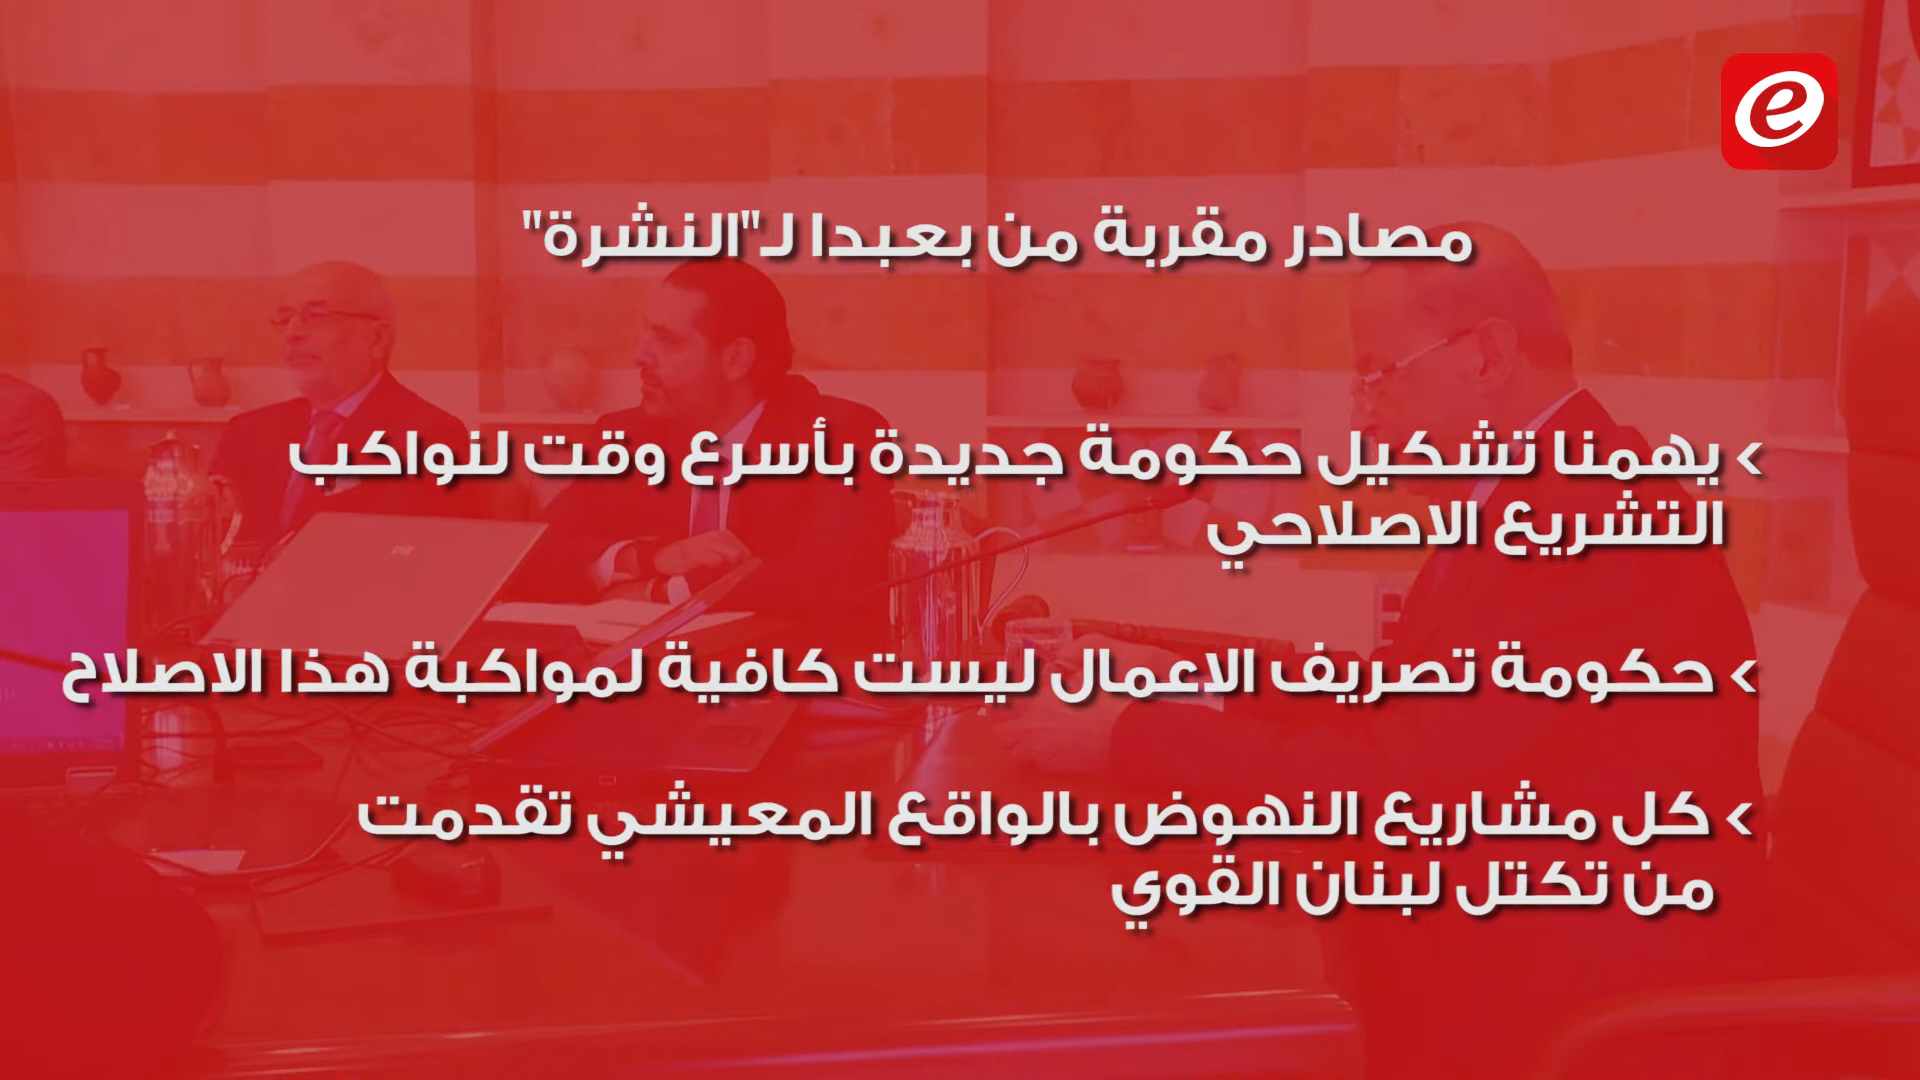 مصادر مقربة من بعبدا لـ"النشرة"
> يهمنا تشكيل حكومة جديدة بأسرع وقت لنواكب
التشريع الاصلاحي
> حكومة تصريف الاعمال ليست كافية لمواكبة هذا الاصلاح
> كل مشاريع النهوض بالواقع المعيشي تقدمت
من تكتل لبنان القوي
e